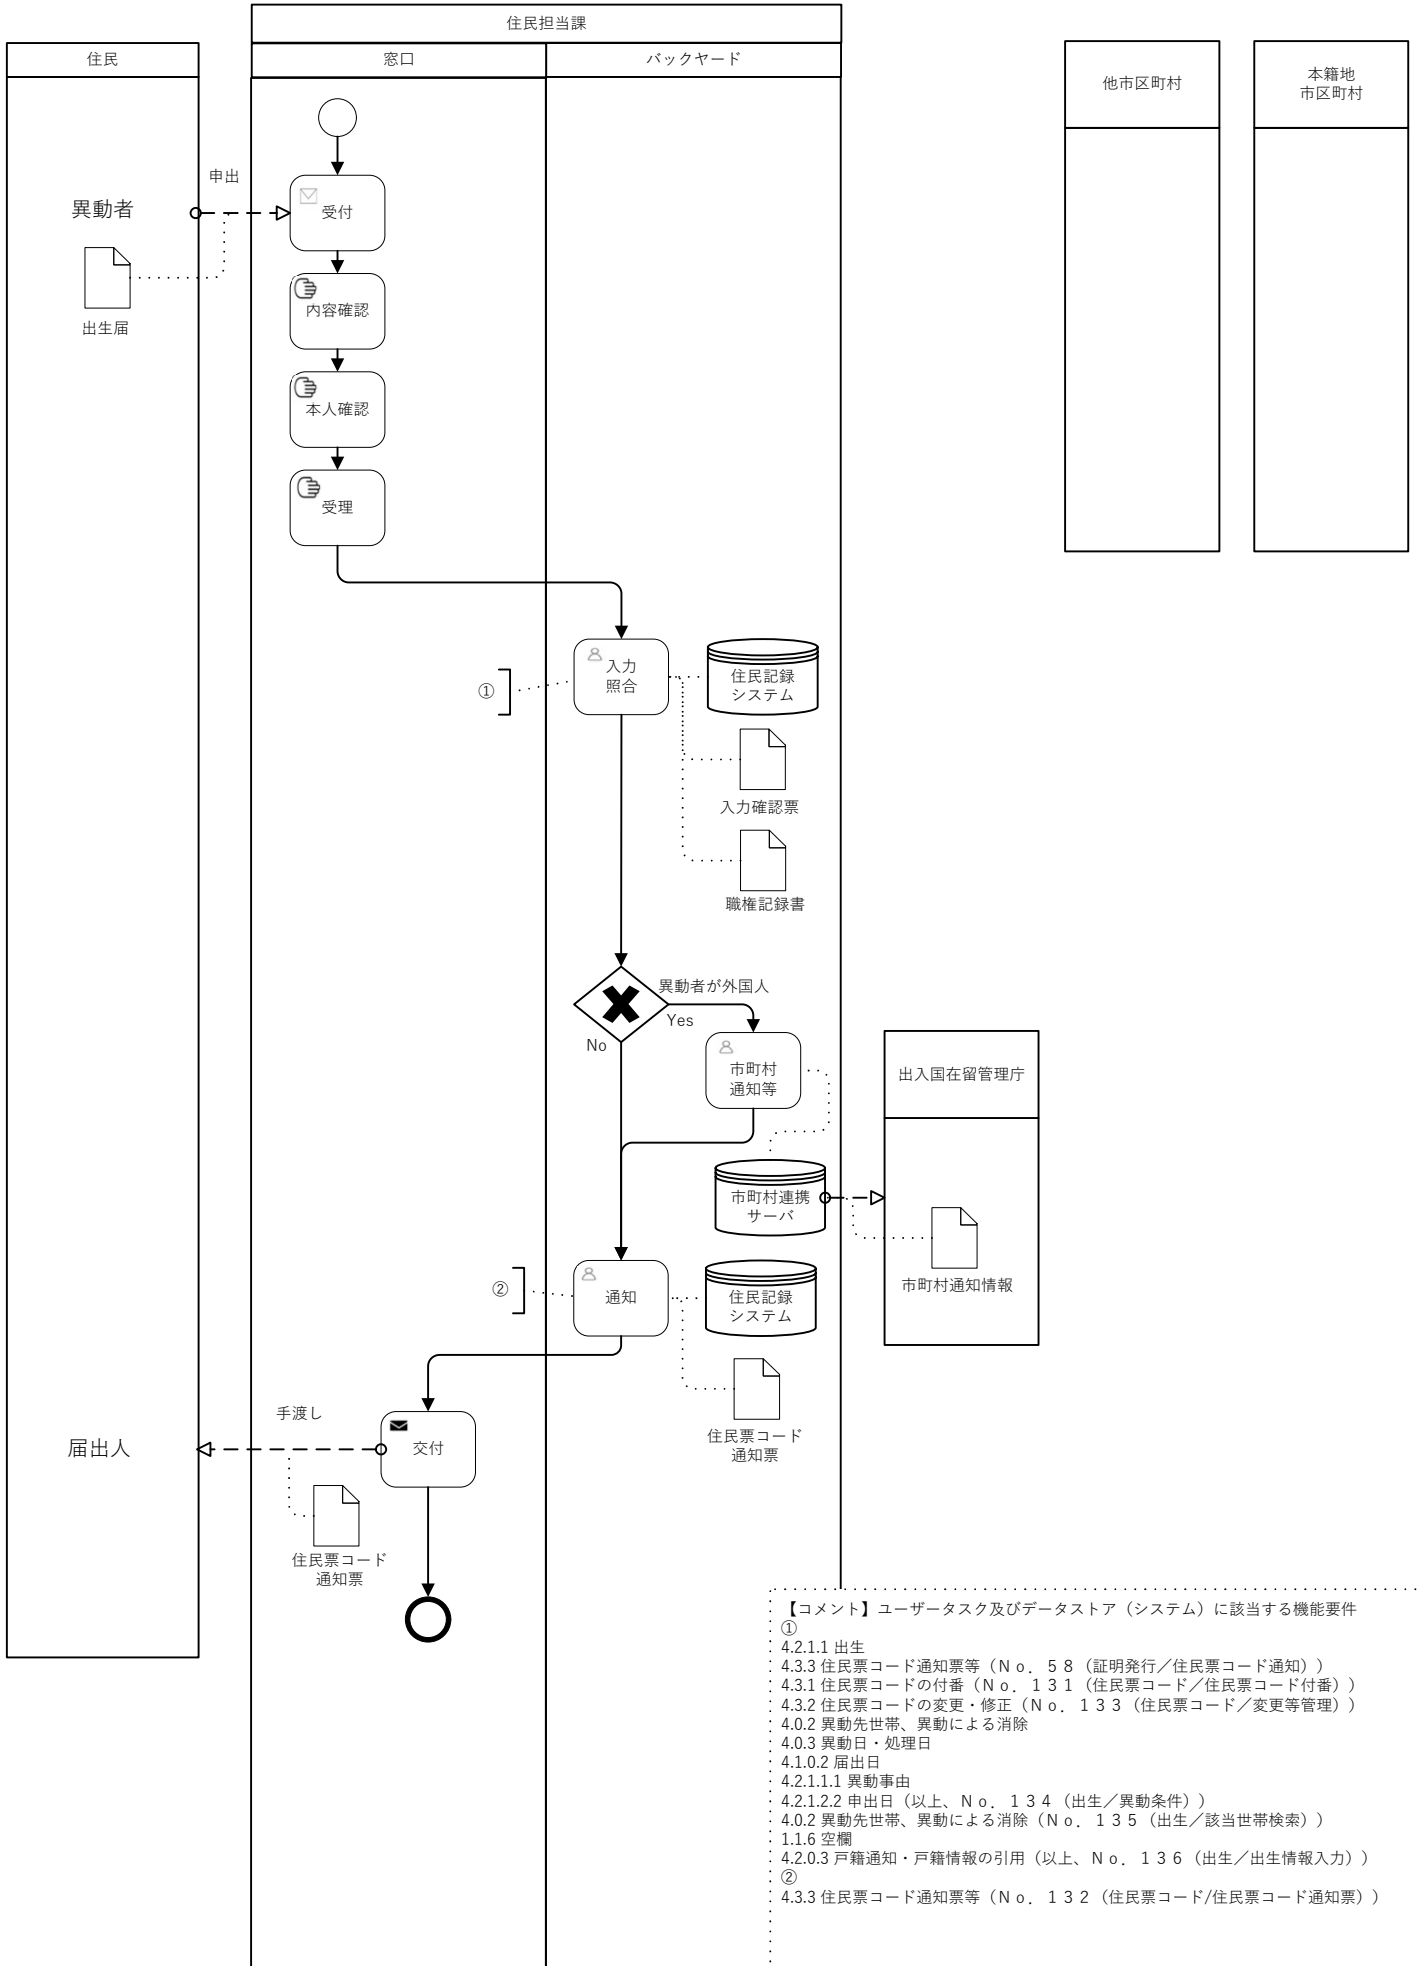 住民担当課
住民
窓口
バックヤード
他市区町村
本籍地
市区町村
申出
異動者
受付
出生届
内容確認
本人確認
受理
①
入力
照合
住民記録
システム
入力確認票
職権記録書
異動者が外国人
Yes
No
市町村
通知等
出入国在留管理庁
市町村連携
サーバ
市町村通知情報
②
通知
住民記録
システム
住民票コード
通知票
手渡し
届出人
交付
住民票コード
通知票
【コメント】ユーザータスク及びデータストア（システム）に該当する機能要件
①
4.2.1.1 出生
4.3.3 住民票コード通知票等（Ｎｏ．５８（証明発行／住民票コード通知））
4.3.1 住民票コードの付番（Ｎｏ．１３１（住民票コード／住民票コード付番））
4.3.2 住民票コードの変更・修正（Ｎｏ．１３３（住民票コード／変更等管理））
4.0.2 異動先世帯、異動による消除
4.0.3 異動日・処理日
4.1.0.2 届出日
4.2.1.1.1 異動事由
4.2.1.2.2 申出日（以上、Ｎｏ．１３４（出生／異動条件））
4.0.2 異動先世帯、異動による消除（Ｎｏ．１３５（出生／該当世帯検索））
1.1.6 空欄
4.2.0.3 戸籍通知・戸籍情報の引用（以上、Ｎｏ．１３６（出生／出生情報入力））
②
4.3.3 住民票コード通知票等（Ｎｏ．１３２（住民票コード/住民票コード通知票））